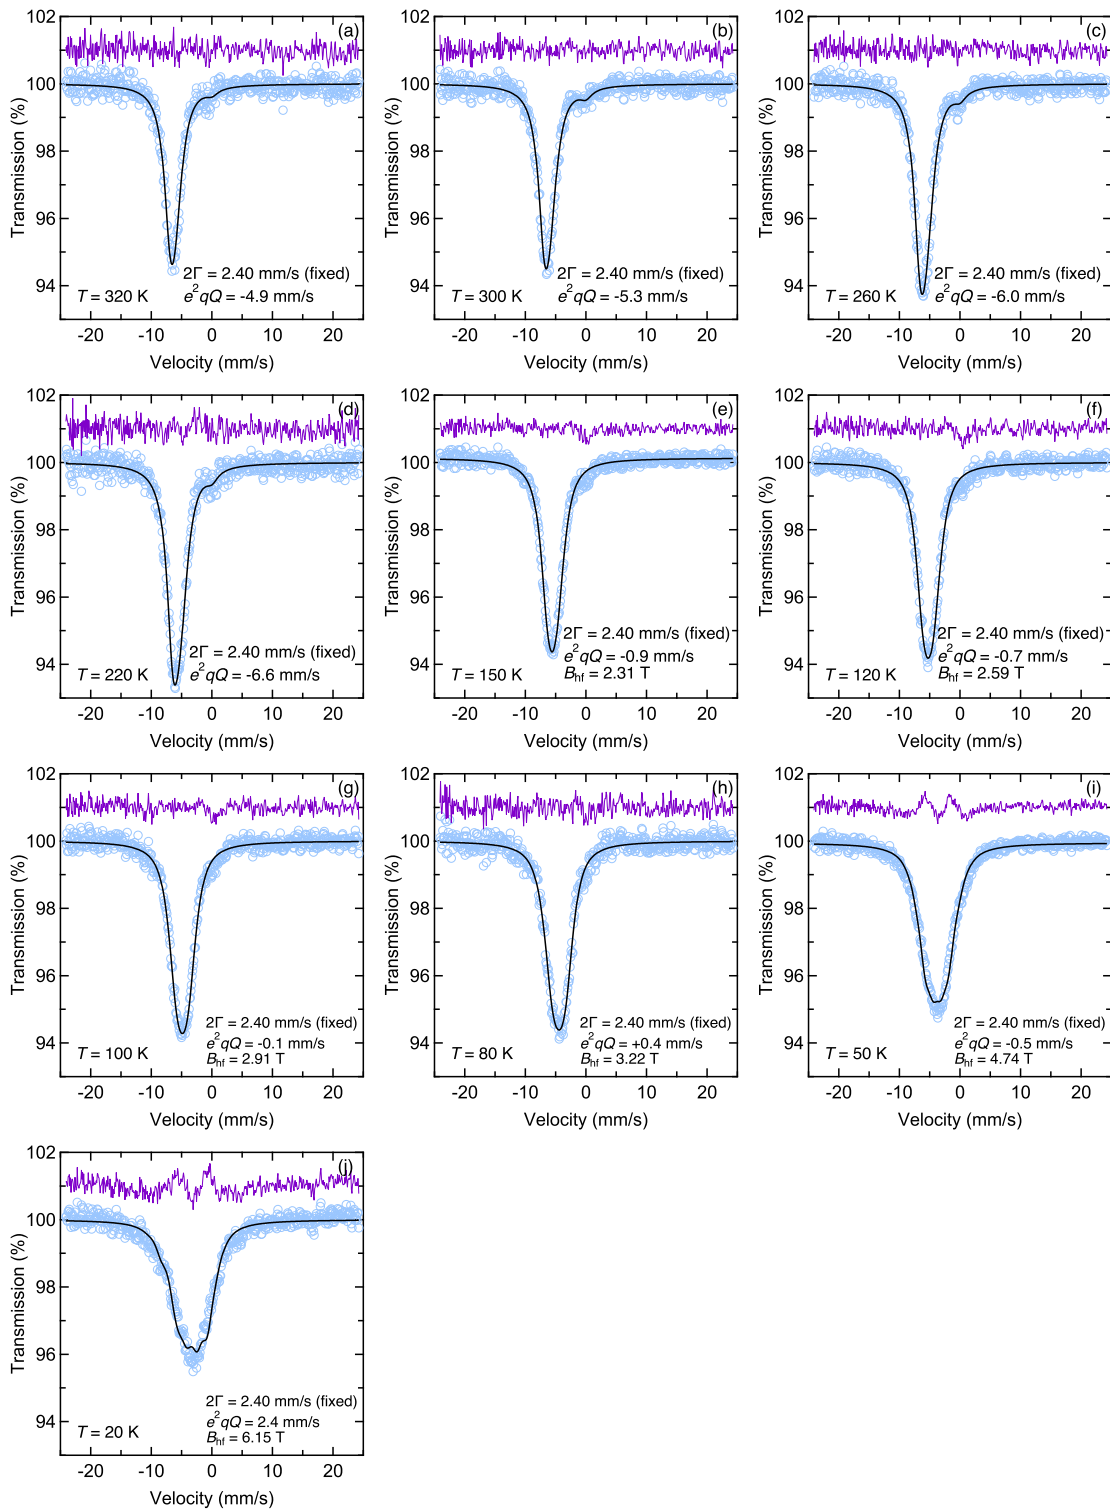 (a)
102
100
98
96
94
Transmission (%)
2Γ = 2.40 mm/s (fixed)
T = 320 K
e²qQ = -4.9 mm/s
-20 -10 0 10 20
Velocity (mm/s)
(b)
102
100
98
96
94
Transmission (%)
2Γ = 2.40 mm/s (fixed)
T = 300 K
e²qQ = -5.3 mm/s
-20 -10 0 10 20
Velocity (mm/s)
(c)
102
100
98
96
94
Transmission (%)
2Γ = 2.40 mm/s (fixed)
T = 260 K
e²qQ = -6.0 mm/s
-20 -10 0 10 20
Velocity (mm/s)
(d)
102
100
98
96
94
Transmission (%)
2Γ = 2.40 mm/s (fixed)
T = 220 K
e²qQ = -6.6 mm/s
-20 -10 0 10 20
Velocity (mm/s)
(e)
102
100
98
96
94
Transmission (%)
2Γ = 2.40 mm/s (fixed)
e²qQ = -0.9 mm/s
T = 150 K
Bhf = 2.31 T
-20 -10 0 10 20
Velocity (mm/s)
(f)
102
100
98
96
94
Transmission (%)
2Γ = 2.40 mm/s (fixed)
e²qQ = -0.7 mm/s
T = 120 K
Bhf = 2.59 T
-20 -10 0 10 20
Velocity (mm/s)
(g)
102
100
98
96
94
Transmission (%)
2Γ = 2.40 mm/s (fixed)
e²qQ = -0.1 mm/s
T = 100 K
Bhf = 2.91 T
-20 -10 0 10 20
Velocity (mm/s)
(h)
102
100
98
96
94
Transmission (%)
2Γ = 2.40 mm/s (fixed)
e²qQ = +0.4 mm/s
T = 80 K
Bhf = 3.22 T
-20 -10 0 10 20
Velocity (mm/s)
(i)
102
100
98
96
94
Transmission (%)
2Γ = 2.40 mm/s (fixed)
e²qQ = -0.5 mm/s
T = 50 K
Bhf = 4.74 T
-20 -10 0 10 20
Velocity (mm/s)
(j)
102
100
98
96
94
Transmission (%)
2Γ = 2.40 mm/s (fixed)
e²qQ = 2.4 mm/s
T = 20 K
Bhf = 6.15 T
-20 -10 0 10 20
Velocity (mm/s)